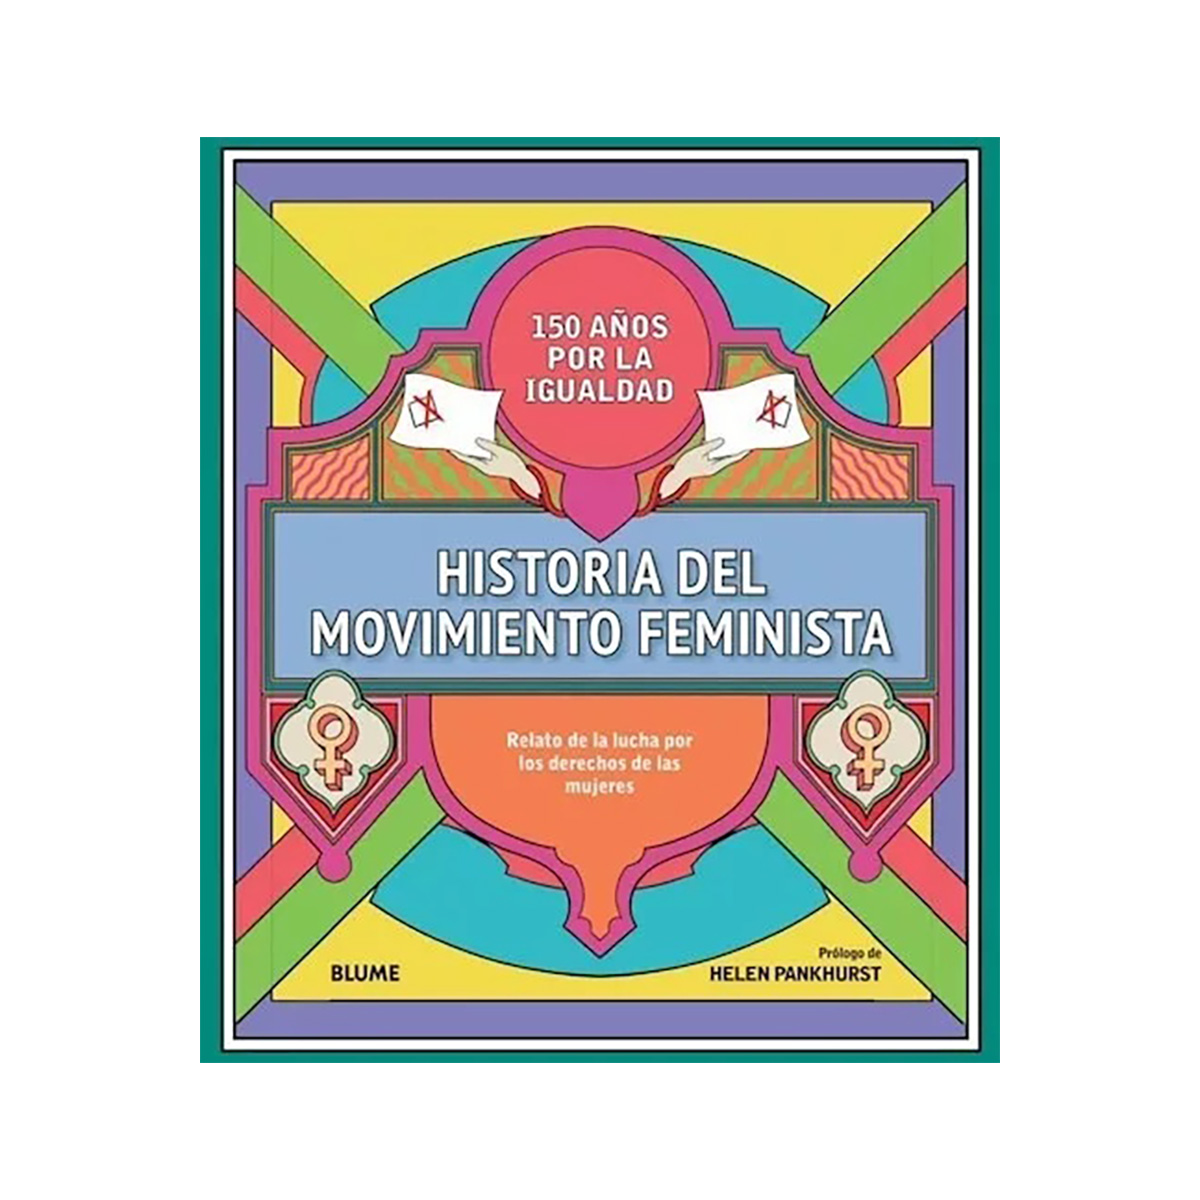 150 AÑOS
POR LA
IGUALDAD
HISTORIA DEL
MOVIMIENTO FEMINISTA
Relato de la lucha por
los derechos de las
mujeres
BLUME
Prólogo de
HELEN PANKHURST